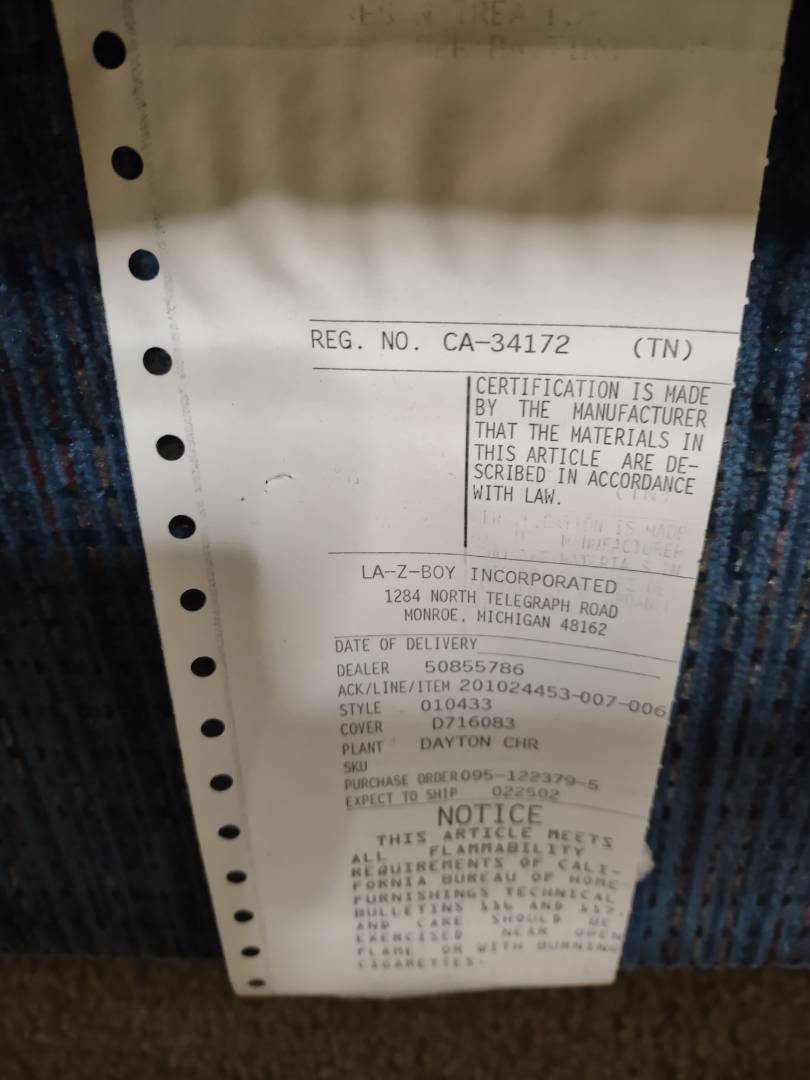 REG. NO. CA-34172 (TN)
CERTIFICATION IS MADE
BY THE MANUFACTURER
THAT THE MATERIALS IN
THIS ARTICLE ARE DE-
SCRIBED IN ACCORDANCE
WITH LAW.
LA-Z-BOY INCORPORATED
1284 NORTH TELEGRAPH ROAD
MONROE, MICHIGAN 48162
DATE OF DELIVERY
DEALER 50855786
ACK/LINE/ITEM 201024453-007-006
STYLE 010433
COVER D716083
PLANT DAYTON CHR
SKU
PURCHASE ORDER 095-122379-5
EXPECT TO SHIP 022502
NOTICE
THIS ARTICLE MEETS
ALL FLAMMABILITY
REQUIREMENTS OF CALI-
FORNIA BUREAU OF HOME
FURNISHINGS TECHNICAL
BULLETINS 116 AND 117.
AND CARE SHOULD BE
EXERCISED NEAR OPEN
FLAME OR WITH BURNING
CIGARETTES.